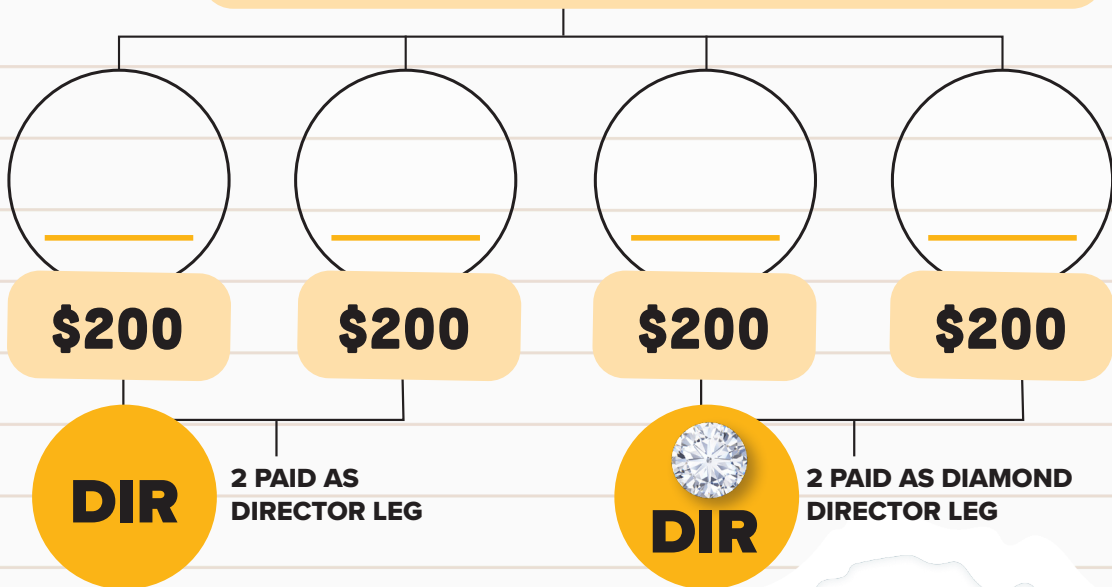 $200 $200 $200 $200
DIR
2 PAID AS
DIRECTOR LEG
DIR
2 PAID AS DIAMOND
DIRECTOR LEG